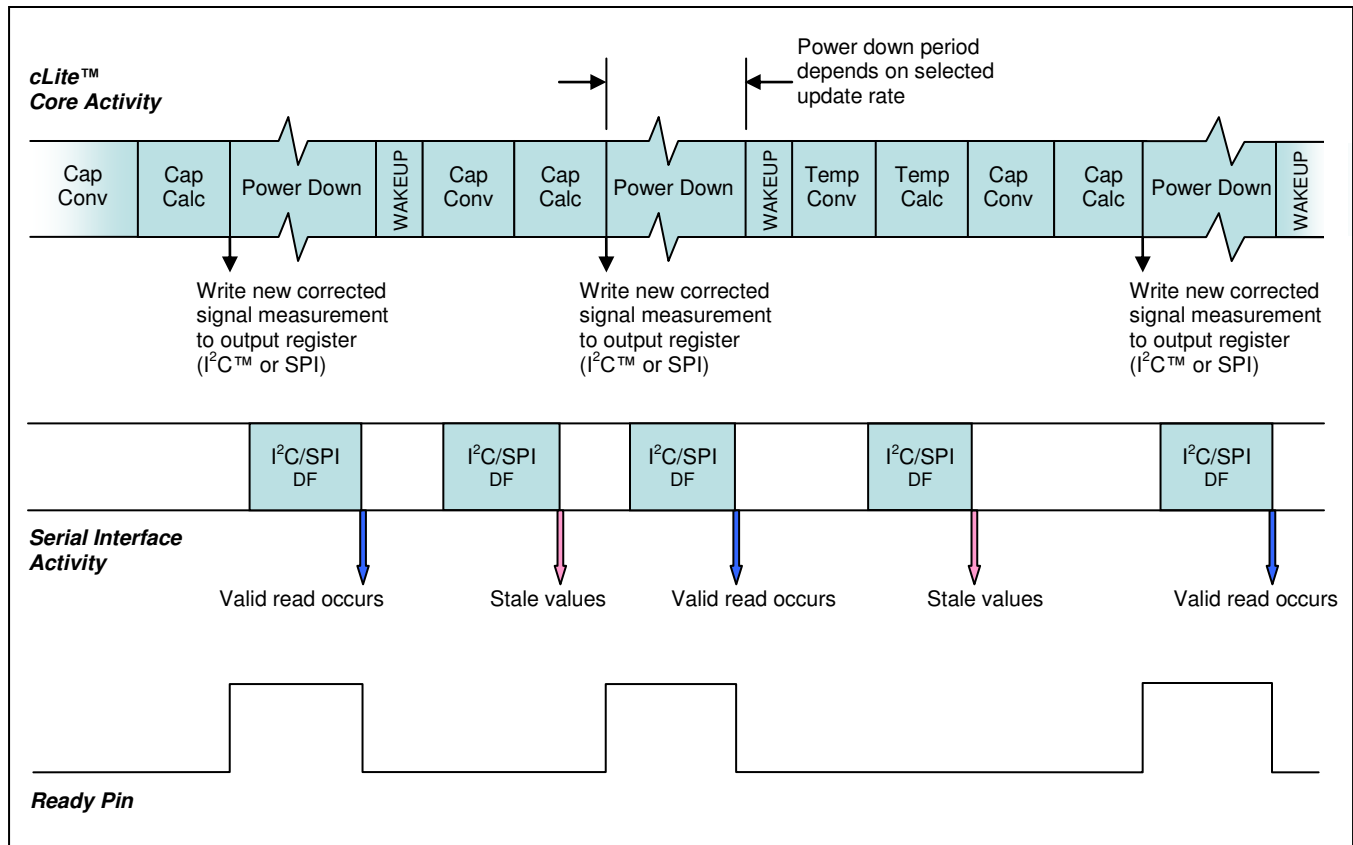 cLite™
Core Activity
Power down period
depends on selected
update rate
Cap
Conv
Cap
Calc
Power Down
WAKEUP
Cap
Conv
Cap
Calc
Power Down
WAKEUP
Temp
Conv
Temp
Calc
Cap
Conv
Cap
Calc
Power Down
WAKEUP
Write new corrected
signal measurement
to output register
(I²C™ or SPI)
Write new corrected
signal measurement
to output register
(I²C™ or SPI)
Write new corrected
signal measurement
to output register
(I²C™ or SPI)
I²C/SPI
DF
I²C/SPI
DF
I²C/SPI
DF
I²C/SPI
DF
I²C/SPI
DF
Serial Interface
Activity
Valid read occurs
Stale values
Valid read occurs
Stale values
Valid read occurs
Ready Pin